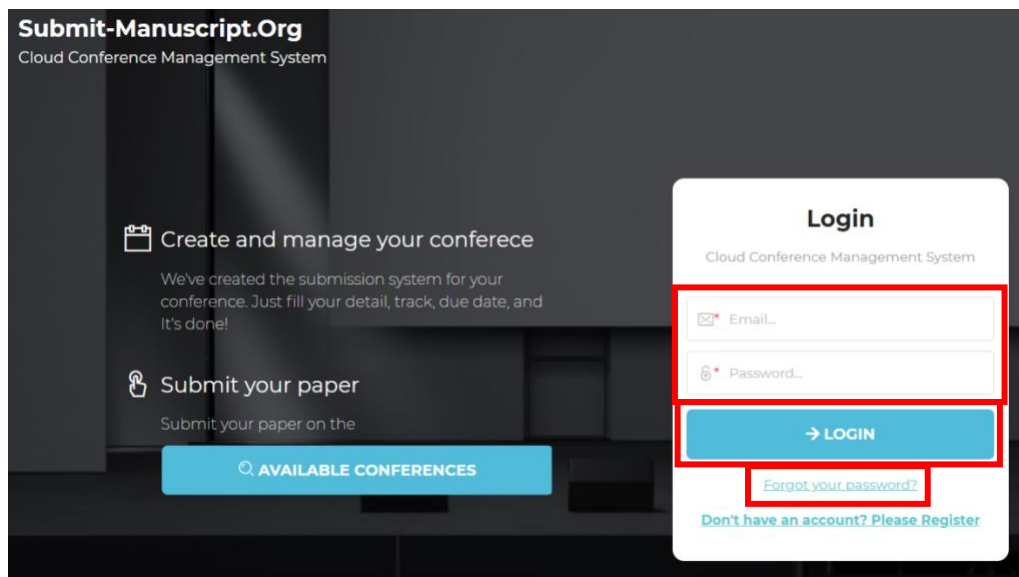 Submit-Manuscript.Org
Cloud Conference Management System
Create and manage your conferece
We've created the submission system for your
conference. Just fill your detail, track, due date, and
It's done!
Submit your paper
Submit your paper on the
AVAILABLE CONFERENCES
Login
Cloud Conference Management System
* Email...
* Password...
→ LOGIN
Forgot your password?
Don't have an account? Please Register